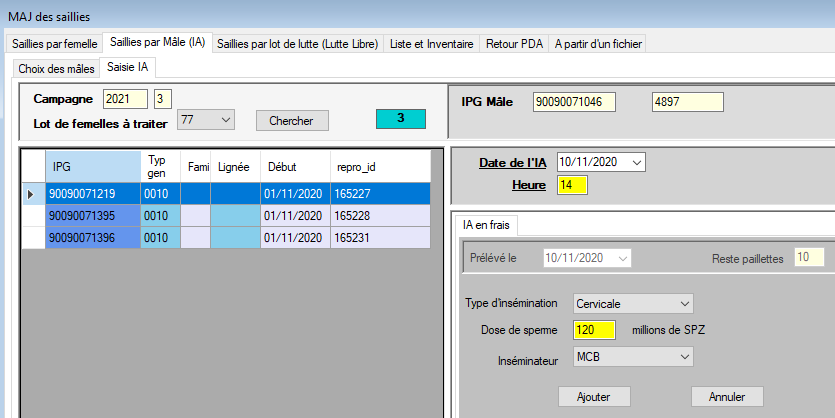 MAJ des saillies
Saillies par femelle Saillies par Mâle (IA) Saillies par lot de lutte (Lutte Libre) Liste et Inventaire Retour PDA A partir d'un fichier
Choix des mâles Saisie IA
Campagne 2021 3
Lot de femelles à traiter 77 Chercher 3
IPG Mâle 90090071046 4897
IPG Typ gen Fami Lignée Début repro_id
90090071219 0010 01/11/2020 165227
90090071395 0010 01/11/2020 165228
90090071396 0010 01/11/2020 165231
Date de l'IA 10/11/2020
Heure 14
IA en frais
Prélévé le 10/11/2020 Reste paillettes 10
Type d'insémination Cervicale
Dose de sperme 120 millions de SPZ
Inséminateur MCB
Ajouter Annuler